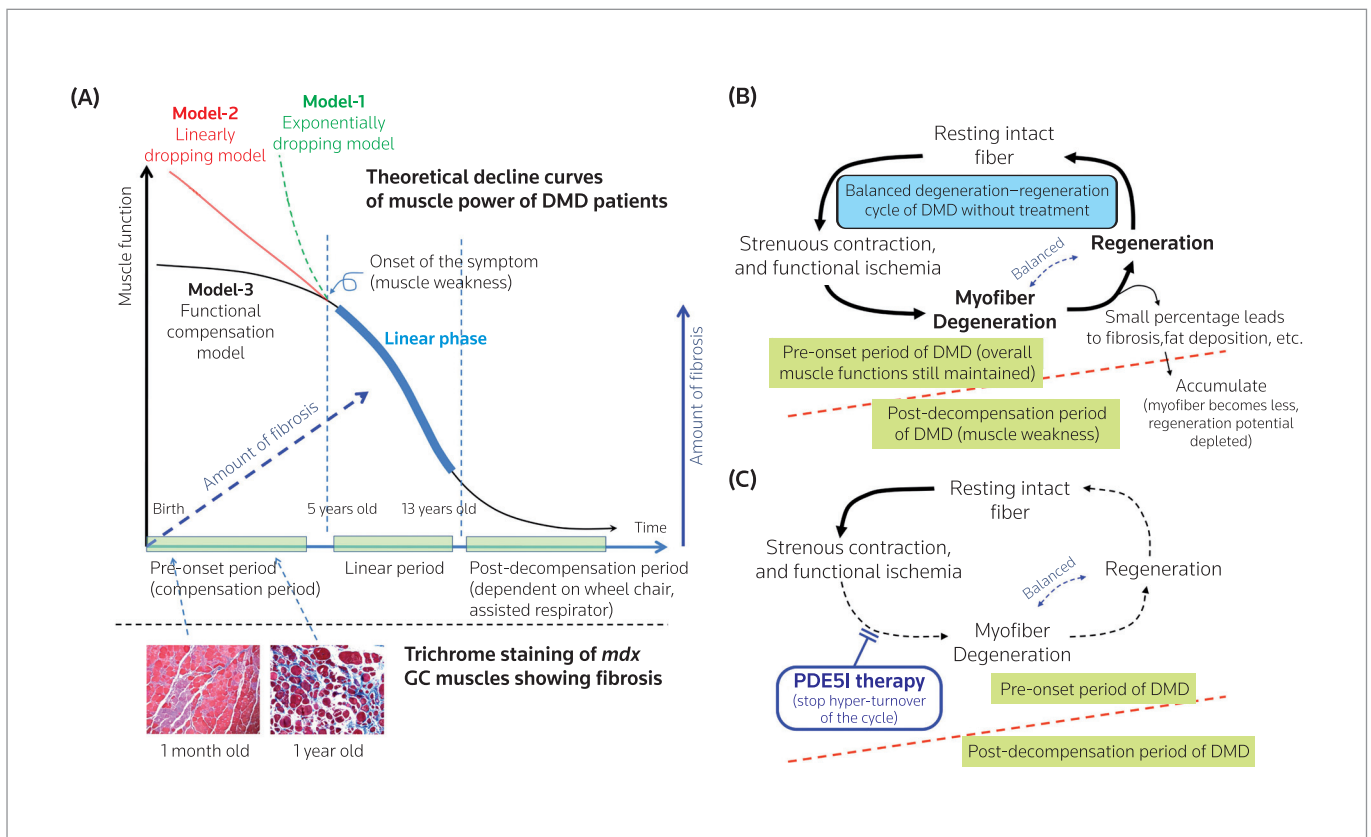 (A)
Model-2
Linearly
dropping model
Model-1
Exponentially
dropping model
Theoretical decline curves
of muscle power of DMD patients
Muscle function
Model-3
Functional
compensation
model
Onset of the symptom
(muscle weakness)
Linear phase
Amount of fibrosis
Amount of fibrosis
Birth
5 years old
13 years old
Time
Pre-onset period
(compensation period)
Linear period
Post-decompensation period
(dependent on wheel chair,
assisted respirator)
Trichrome staining of mdx
GC muscles showing fibrosis
1 month old
1 year old
(B)
Resting intact
fiber
Balanced degeneration–regeneration
cycle of DMD without treatment
Strenuous contraction,
and functional ischemia
Balanced
Regeneration
Myofiber
Degeneration
Small percentage leads
to fibrosis,fat deposition, etc.
Pre-onset period of DMD (overall
muscle functions still maintained)
Accumulate
(myofiber becomes less,
regeneration potential
depleted)
Post-decompensation period
of DMD (muscle weakness)
(C)
Resting intact
fiber
Strenous contraction,
and functional ischemia
Balanced
Regeneration
Myofiber
Degeneration
PDE5I therapy
(stop hyper-turnover
of the cycle)
Pre-onset period of DMD
Post-decompensation period of DMD